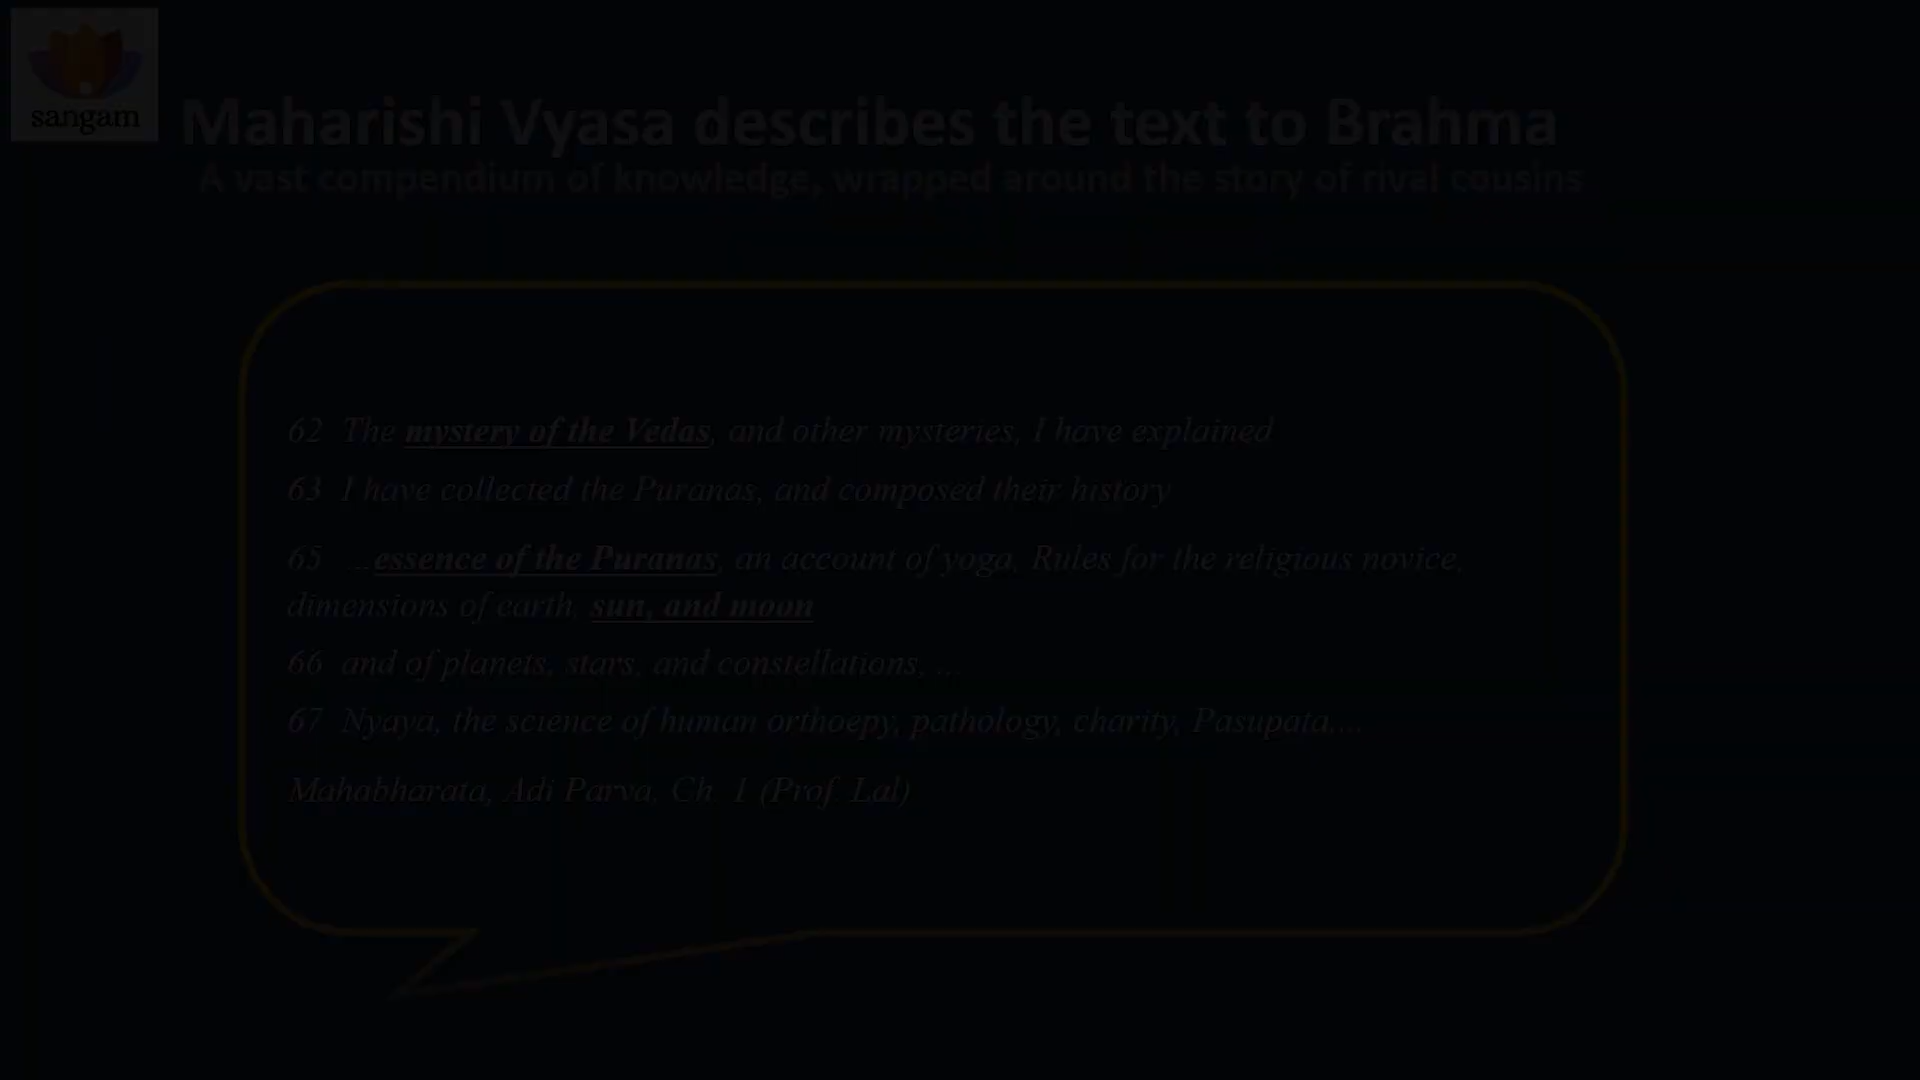 sangam
Maharishi Vyasa describes the text to Brahma
A vast compendium of knowledge, wrapped around the story of rival cousins
62 The mystery of the Vedas, and other mysteries, I have explained
63 I have collected the Puranas, and composed their history
65 ...essence of the Puranas, an account of yoga, Rules for the religious novice,
dimensions of earth, sun, and moon
66 and of planets, stars, and constellations, ..
67 Nyaya, the science of human orthoepy, pathology, charity, Pasupata....
Mahabharata, Adi Parva, Ch. 1 (Prof. Lal)